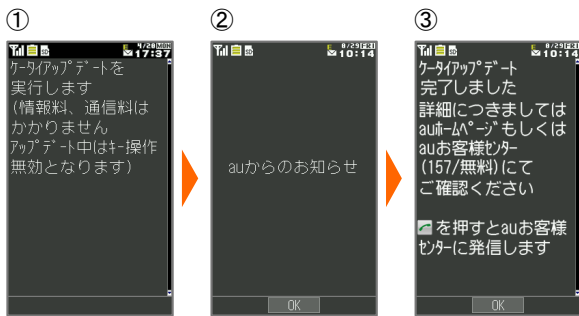 ①
4/20MON
17:37
ｹｰﾀｲｱｯﾌﾟﾃﾞｰﾄを
実行します
(情報料、通信料は
かかりません
ｱｯﾌﾟﾃﾞｰﾄ中はｷｰ操作
無効となります)
②
8/29FRI
10:14
auからのお知らせ
OK
③
8/29FRI
10:14
ｹｰﾀｲｱｯﾌﾟﾃﾞｰﾄ
完了しました
詳細につきましては
auﾎｰﾑﾍﾟｰｼﾞもしくは
auお客様ｾﾝﾀｰ
(157/無料)にて
ご確認ください
を押すとauお客様
ｾﾝﾀｰに発信します
OK